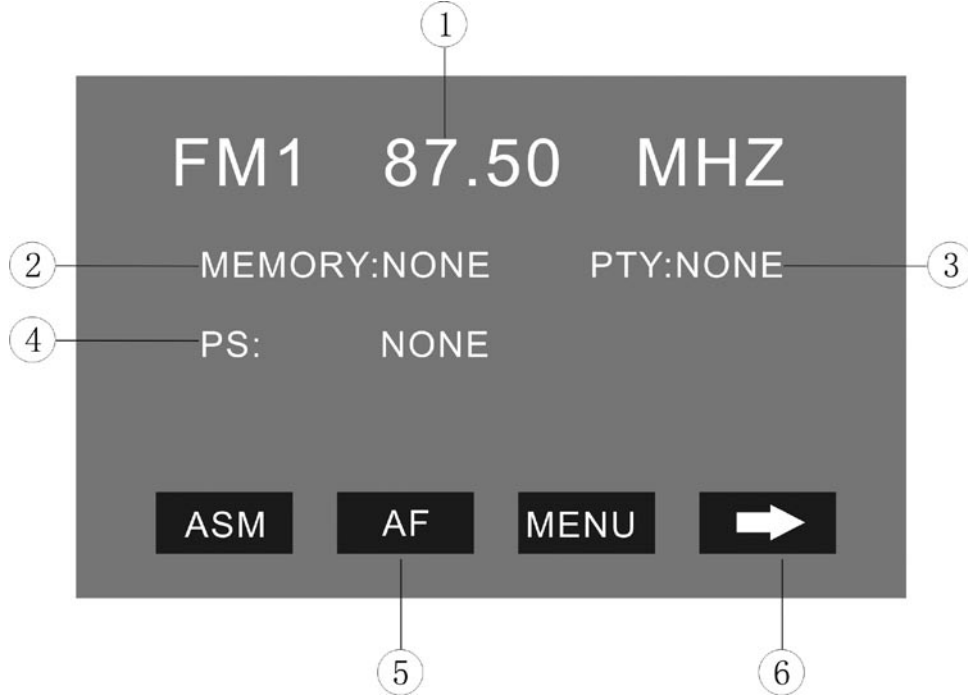 ①
FM1 87.50 MHZ
② MEMORY:NONE PTY:NONE ③
④ PS: NONE
ASM AF MENU
⑤ ⑥